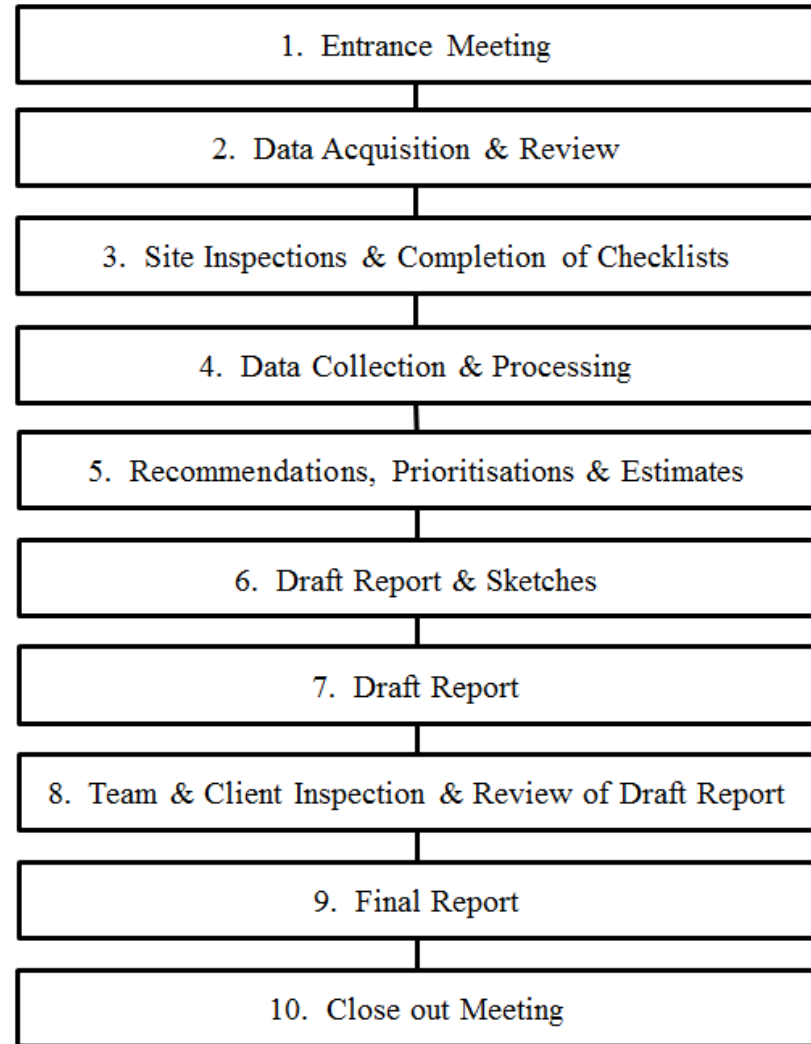 1. Entrance Meeting
2. Data Acquisition & Review
3. Site Inspections & Completion of Checklists
4. Data Collection & Processing
5. Recommendations, Prioritisations & Estimates
6. Draft Report & Sketches
7. Draft Report
8. Team & Client Inspection & Review of Draft Report
9. Final Report
10. Close out Meeting